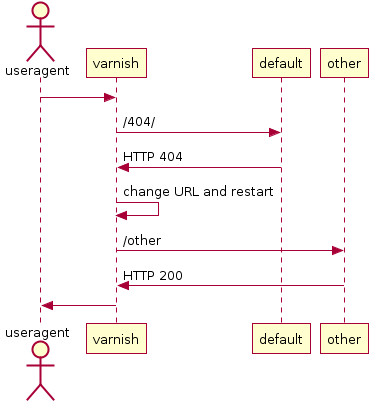 useragent
varnish
default
other
/404/
HTTP 404
change URL and restart
/other
HTTP 200
useragent
varnish
default
other